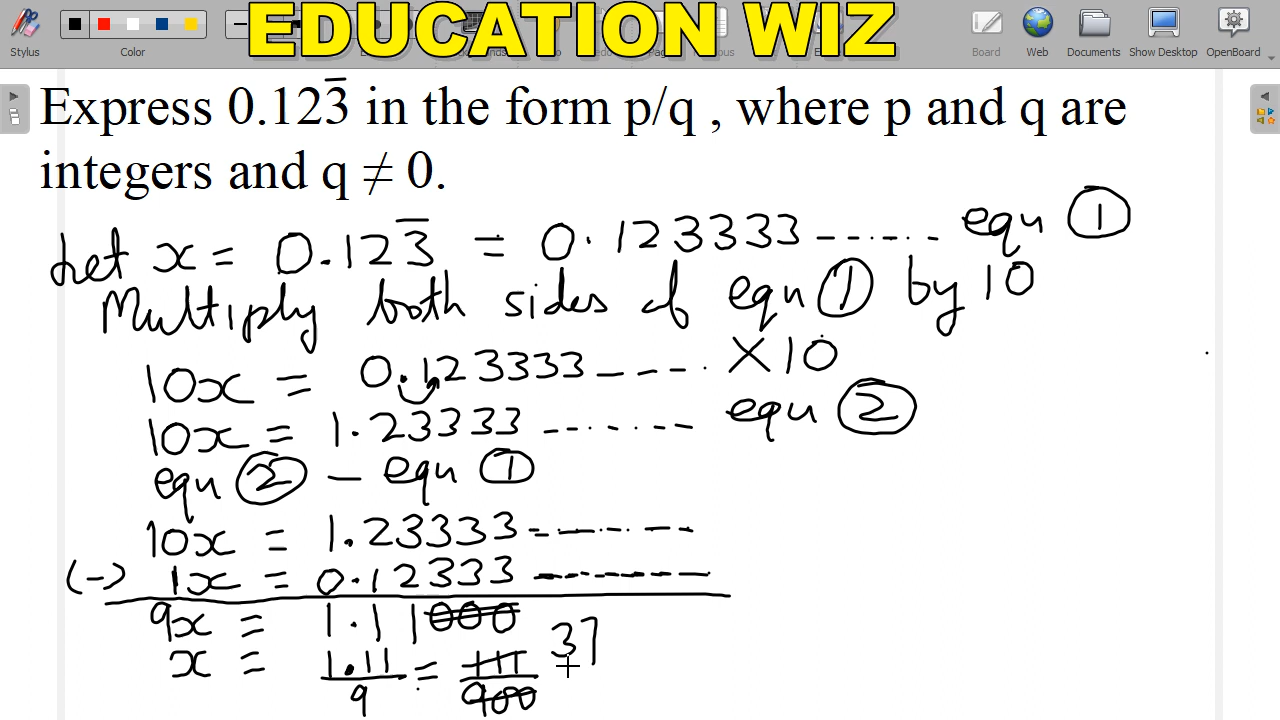 EDUCATION WIZ
Stylus Color Board Web Documents Show Desktop OpenBoard
Express 0.123̅ in the form p/q , where p and q are
integers and q ≠ 0.
Let x = 0.123̅ = 0.123333 ------ equ ①
Multiply both sides of equ ① by 10
10x = 0.123333 ---- X10
10x = 1.23333 ------ equ ②
equ ② - equ ①
10x = 1.23333 --------
(-) 1x = 0.12333 --------
9x = 1.11000
x = 1.11/9 = 111/900 37